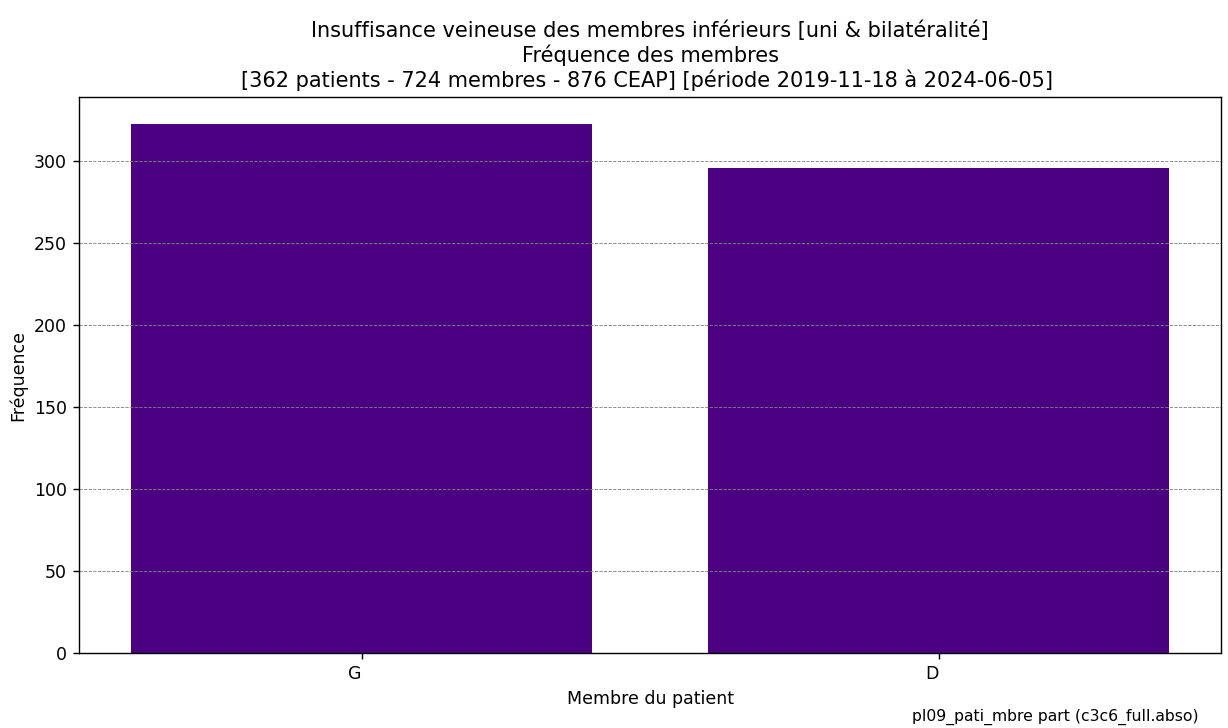 Insuffisance veineuse des membres inférieurs [uni & bilatéralité]
Fréquence des membres
[362 patients - 724 membres - 876 CEAP] [période 2019-11-18 à 2024-06-05]
Fréquence
300
250
200
150
100
50
0
G
D
Membre du patient
pl09_pati_mbre part (c3c6_full.abso)